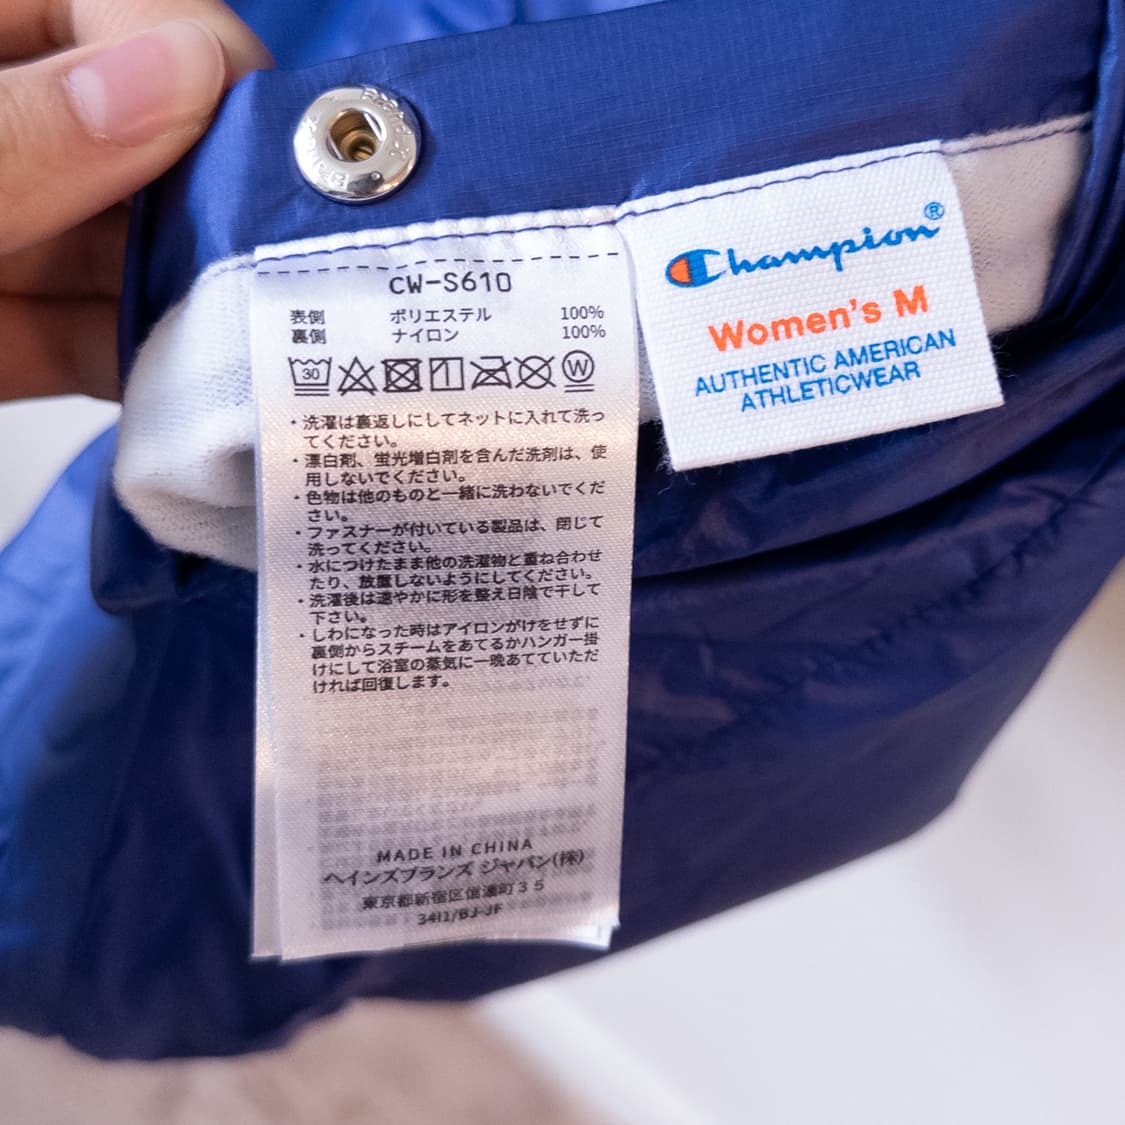 CW-S610
表側 ポリエステル 100%
裏側 ナイロン 100%
30 W
・洗濯は裏返しにしてネットに入れて洗っ
てください。
・漂白剤、蛍光増白剤を含んだ洗剤は、使
用しないでください。
・色物は他のものと一緒に洗わないでくだ
さい。
・ファスナーが付いている製品は、閉じて
洗ってください。
・水につけたまま他の洗濯物と重ね合わせ
たり、放置しないようにしてください。
・洗濯後は速やかに形を整え日陰で干して
下さい。
・しわになった時はアイロンがけをせずに
裏側からスチームをあてるかハンガー掛
けにして浴室の蒸気に一晩あてていただ
ければ回復します。
MADE IN CHINA
ヘインズブランズ ジャパン(株)
東京都新宿区信濃町35
34I1/BJ-JF
Champion®
Women's M
AUTHENTIC AMERICAN
ATHLETICWEAR